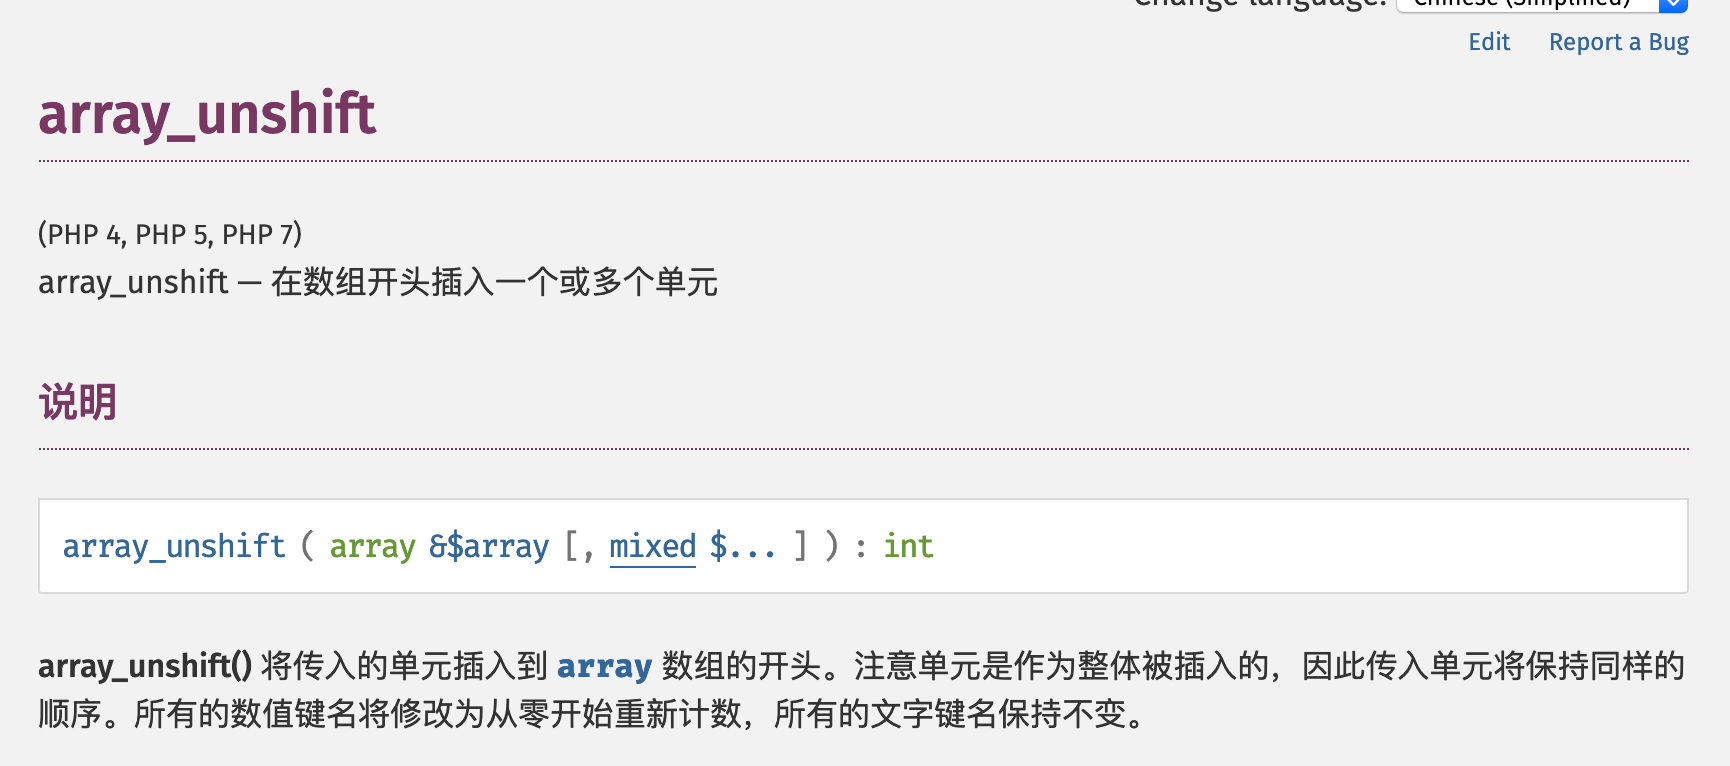 Change language: Chinese (Simplified)
Edit Report a Bug
array_unshift
(PHP 4, PHP 5, PHP 7)
array_unshift — 在数组开头插入一个或多个单元
说明
array_unshift ( array &$array [, mixed $... ] ) : int
array_unshift() 将传入的单元插入到 array 数组的开头。注意单元是作为整体被插入的，因此传入单元将保持同样的
顺序。所有的数值键名将修改为从零开始重新计数，所有的文字键名保持不变。